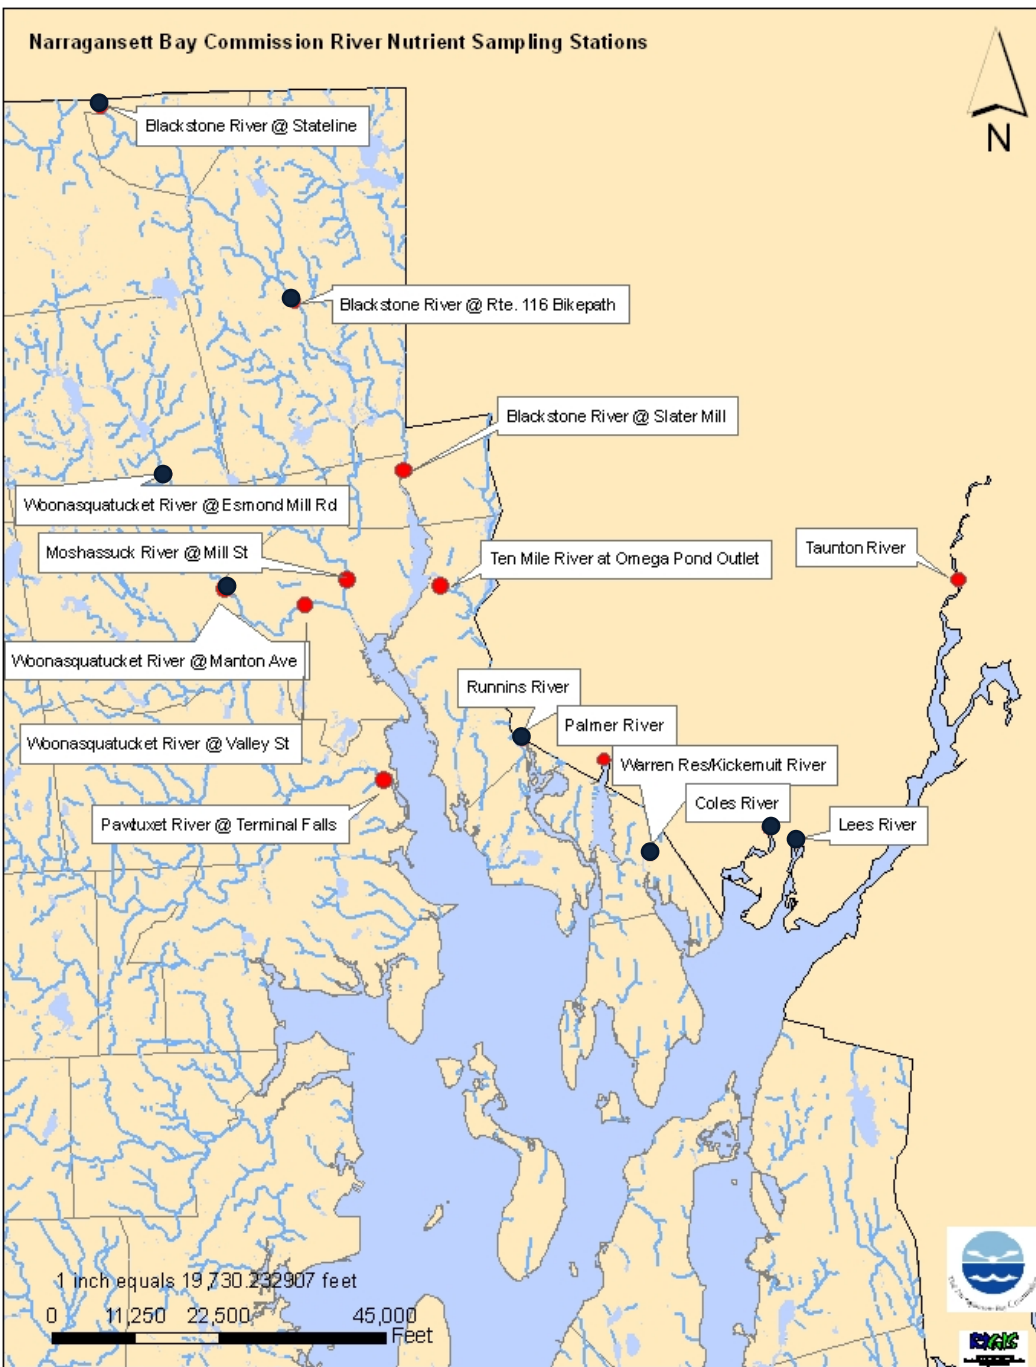 Narragansett Bay Commission River Nutrient Sampling Stations
N
Blackstone River @ Stateline
Blackstone River @ Rte. 116 Bikepath
Blackstone River @ Slater Mill
Woonasquatucket River @ Esmond Mill Rd
Moshassuck River @ Mill St
Ten Mile River at Omega Pond Outlet
Taunton River
Woonasquatucket River @ Manton Ave
Runnins River
Palmer River
Woonasquatucket River @ Valley St
Warren Res/Kickemuit River
Coles River
Pawtuxet River @ Terminal Falls
Lees River
1 inch equals 19,730.232907 feet
0 11,250 22,500 45,000
Feet